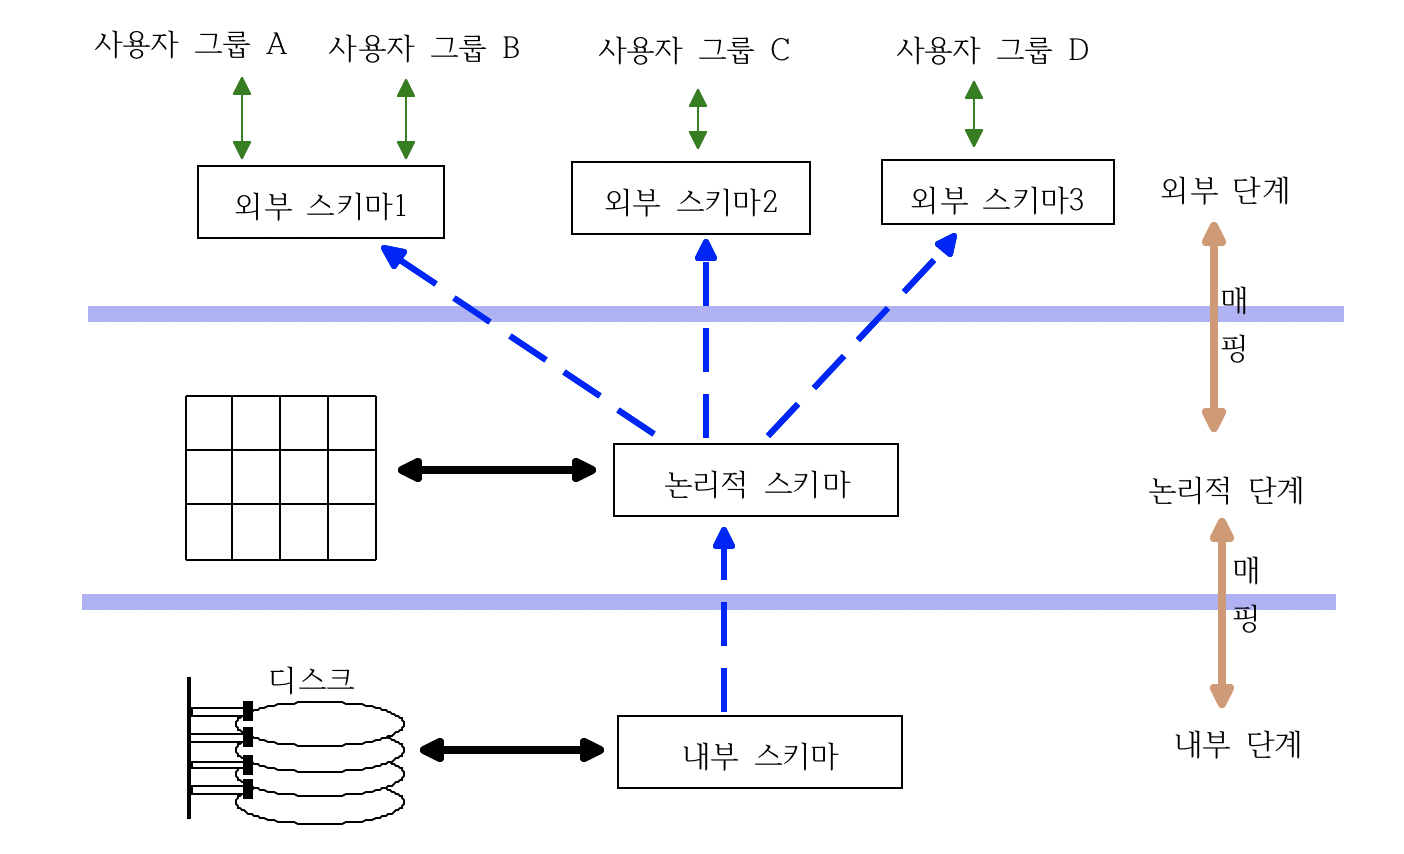 사용자 그룹 A
사용자 그룹 B
사용자 그룹 C
사용자 그룹 D
외부 스키마1
외부 스키마2
외부 스키마3
외부 단계
매
핑
논리적 스키마
논리적 단계
매
핑
디스크
내부 스키마
내부 단계